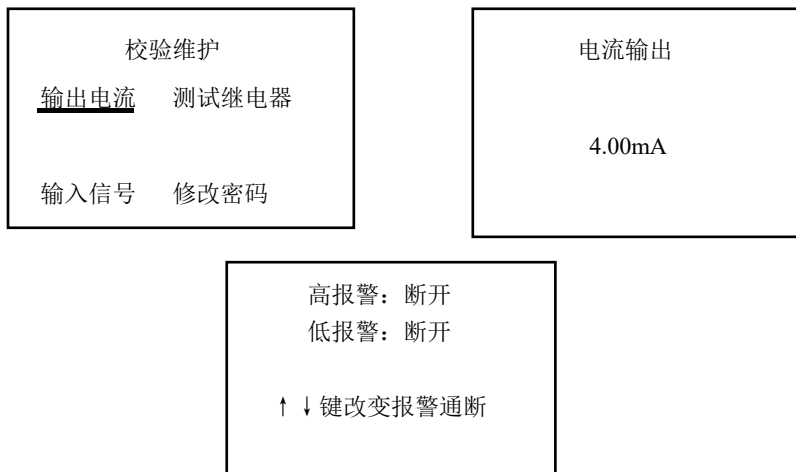 校验维护
输出电流 测试继电器
输入信号 修改密码
电流输出
4.00mA
高报警：断开
低报警：断开
↑ ↓键改变报警通断